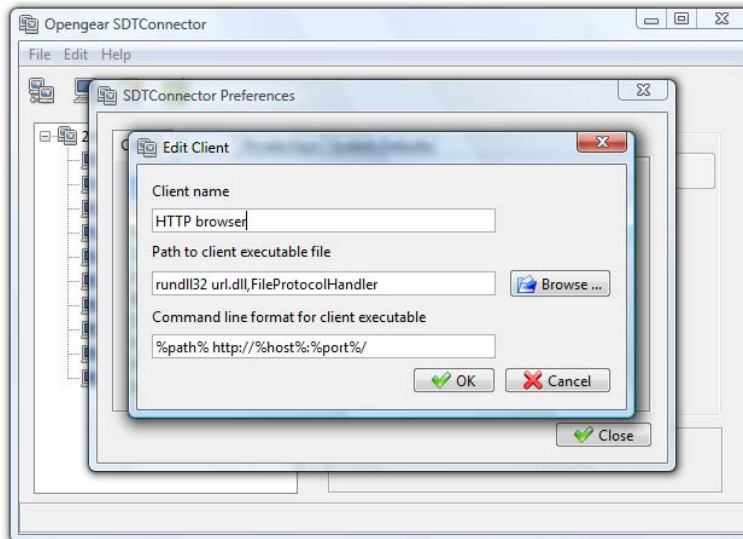 Opengear SDTConnector
File Edit Help
SDTConnector Preferences
Edit Client
Client name
HTTP browser
Path to client executable file
rundll32 url.dll,FileProtocolHandler
Browse ...
Command line format for client executable
%path% http://%host%:%port%/
OK
Cancel
Close